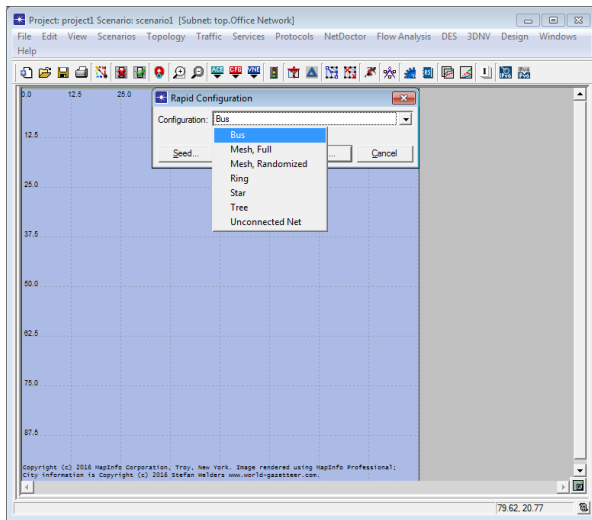 Project: project1 Scenario: scenario1 [Subnet: top.Office Network]
File Edit View Scenarios Topology Traffic Services Protocols NetDoctor Flow Analysis DES 3DNV Design Windows
Help
0.0 12.5 25.0
Rapid Configuration
Configuration: Bus
Bus
Mesh, Full
Mesh, Randomized
Ring
Star
Tree
Unconnected Net
Seed... ... Cancel
12.5
25.0
37.5
50.0
62.5
75.0
87.5
Copyright (c) 2016 MapInfo Corporation, Troy, New York. Image rendered using MapInfo Professional;
City information is Copyright (c) 2016 Stefan Helders www.world-gazetteer.com.
79.62, 20.77